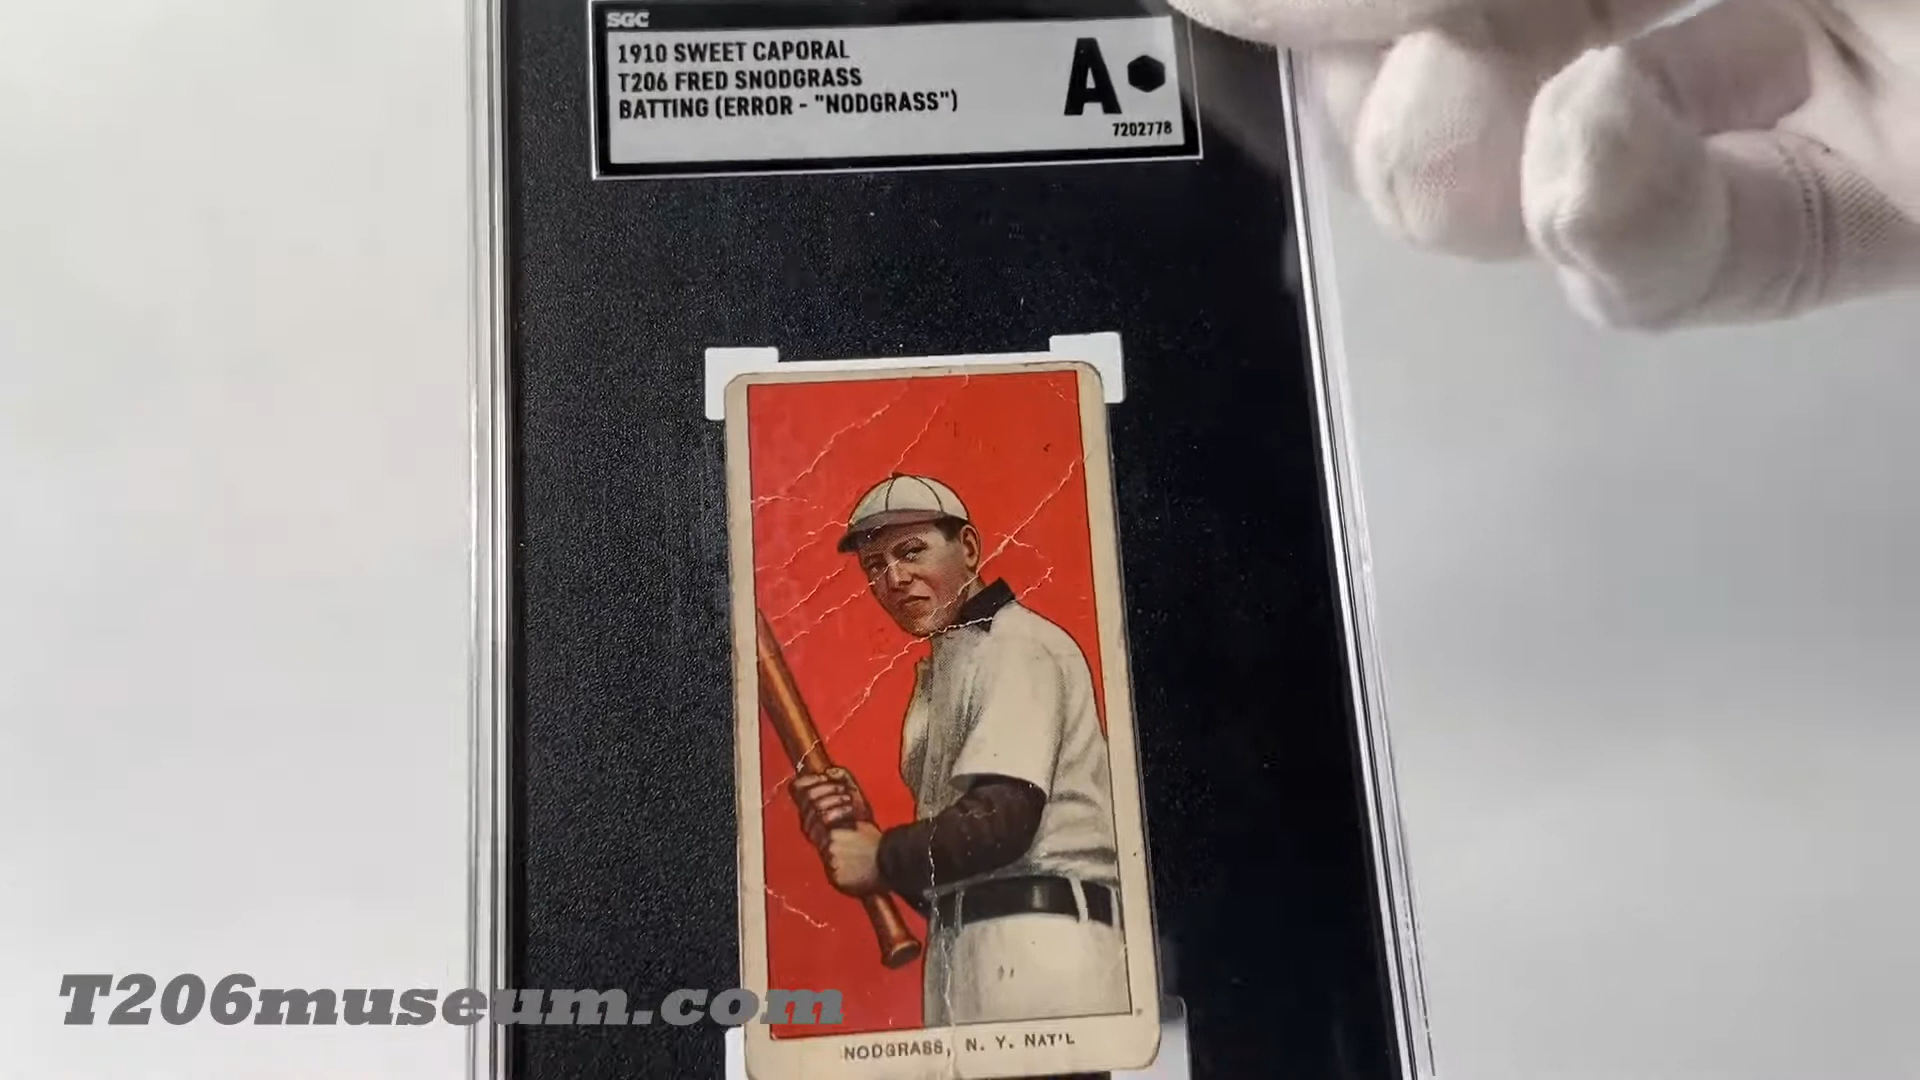 SGC
1910 SWEET CAPORAL
T206 FRED SNODGRASS
BATTING (ERROR - "NODGRASS")
A
7202778
NODGRASS, N. Y. NAT'L
T206museum.com